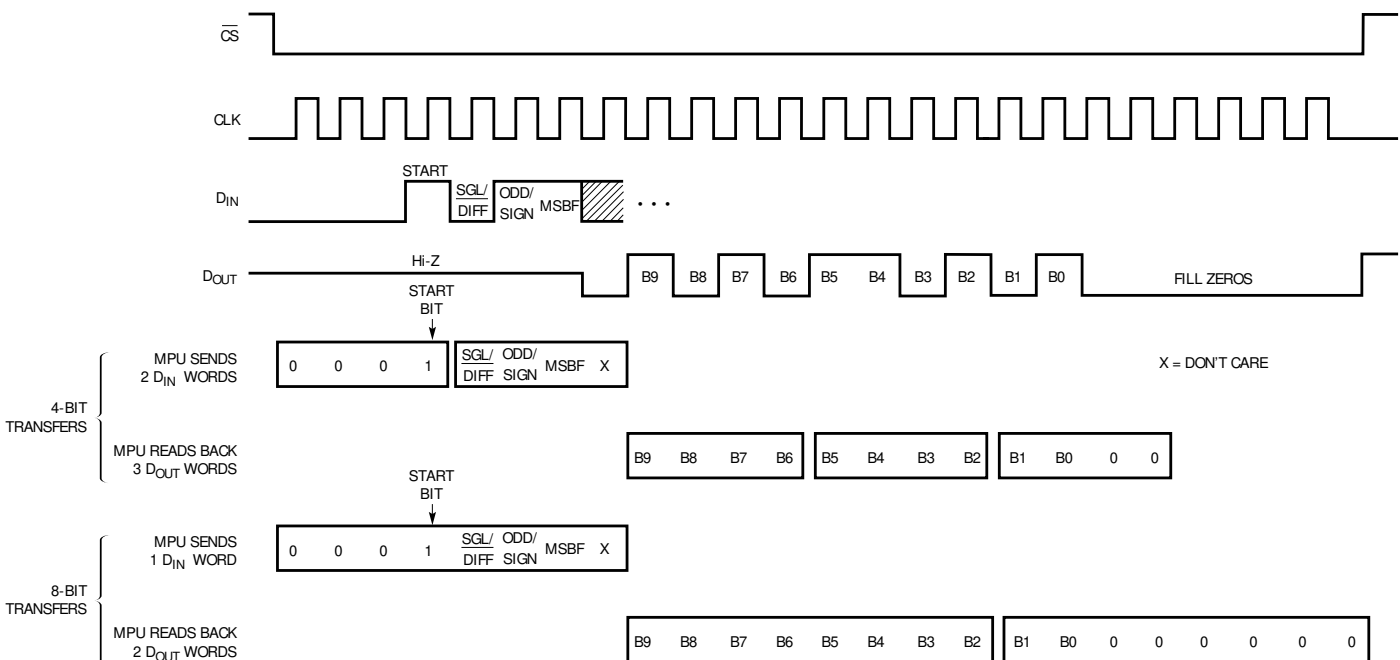 CS
CLK
START
DIN
SGL/
DIFF
ODD/
SIGN
MSBF
• • •
DOUT
Hi-Z
B9 B8 B7 B6 B5 B4 B3 B2 B1 B0
FILL ZEROS
START
BIT
4-BIT
TRANSFERS
MPU SENDS
2 DIN WORDS
0 0 0 1
SGL/
DIFF
ODD/
SIGN
MSBF X
X = DON'T CARE
MPU READS BACK
3 DOUT WORDS
B9 B8 B7 B6 B5 B4 B3 B2 B1 B0 0 0
START
BIT
8-BIT
TRANSFERS
MPU SENDS
1 DIN WORD
0 0 0 1
SGL/
DIFF
ODD/
SIGN
MSBF X
MPU READS BACK
2 DOUT WORDS
B9 B8 B7 B6 B5 B4 B3 B2 B1 B0 0 0 0 0 0 0